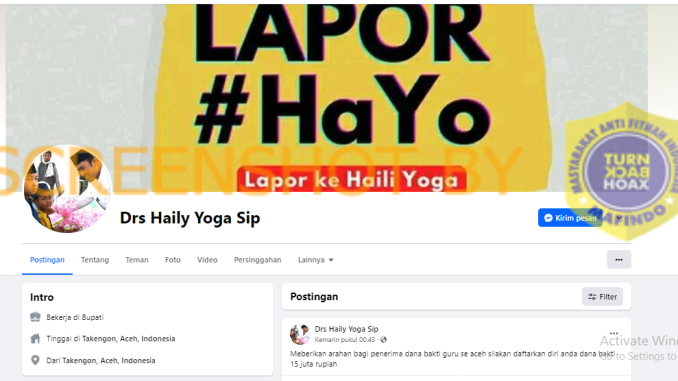 LAPOR
#HaYo
Lapor ke Haili Yoga
SCREENSHOT BY
MASYARAKAT ANTI FITNAH INDONESIA
TURN
BACK
HOAX
MAFINDO
Drs Haily Yoga Sip
Kirim pesan
Postingan Tentang Teman Foto Video Persinggahan Lainnya
Intro
Bekerja di Bupati
Tinggal di Takengon, Aceh, Indonesia
Dari Takengon, Aceh, Indonesia
Postingan
Filter
Drs Haily Yoga Sip
Kemarin pukul 00.43
Meberikan arahan bagi penerima dana bakti guru se aceh silakan daftarkan diri anda dana bakti
15 juta rupiah
Activate Win
Go to Settings to